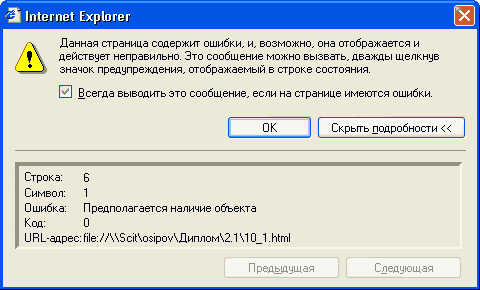 Internet Explorer
Данная страница содержит ошибки, и, возможно, она отображается и
действует неправильно. Это сообщение можно вызвать, дважды щелкнув
значок предупреждения, отображаемый в строке состояния.
Всегда выводить это сообщение, если на странице имеются ошибки.
OK
Скрыть подробности <<
Строка: 6
Символ: 1
Ошибка: Предполагается наличие объекта
Код: 0
URL-адрес:file://\\Scit\osipov\Диплом\2.1\10_1.html
Предыдущая
Следующая